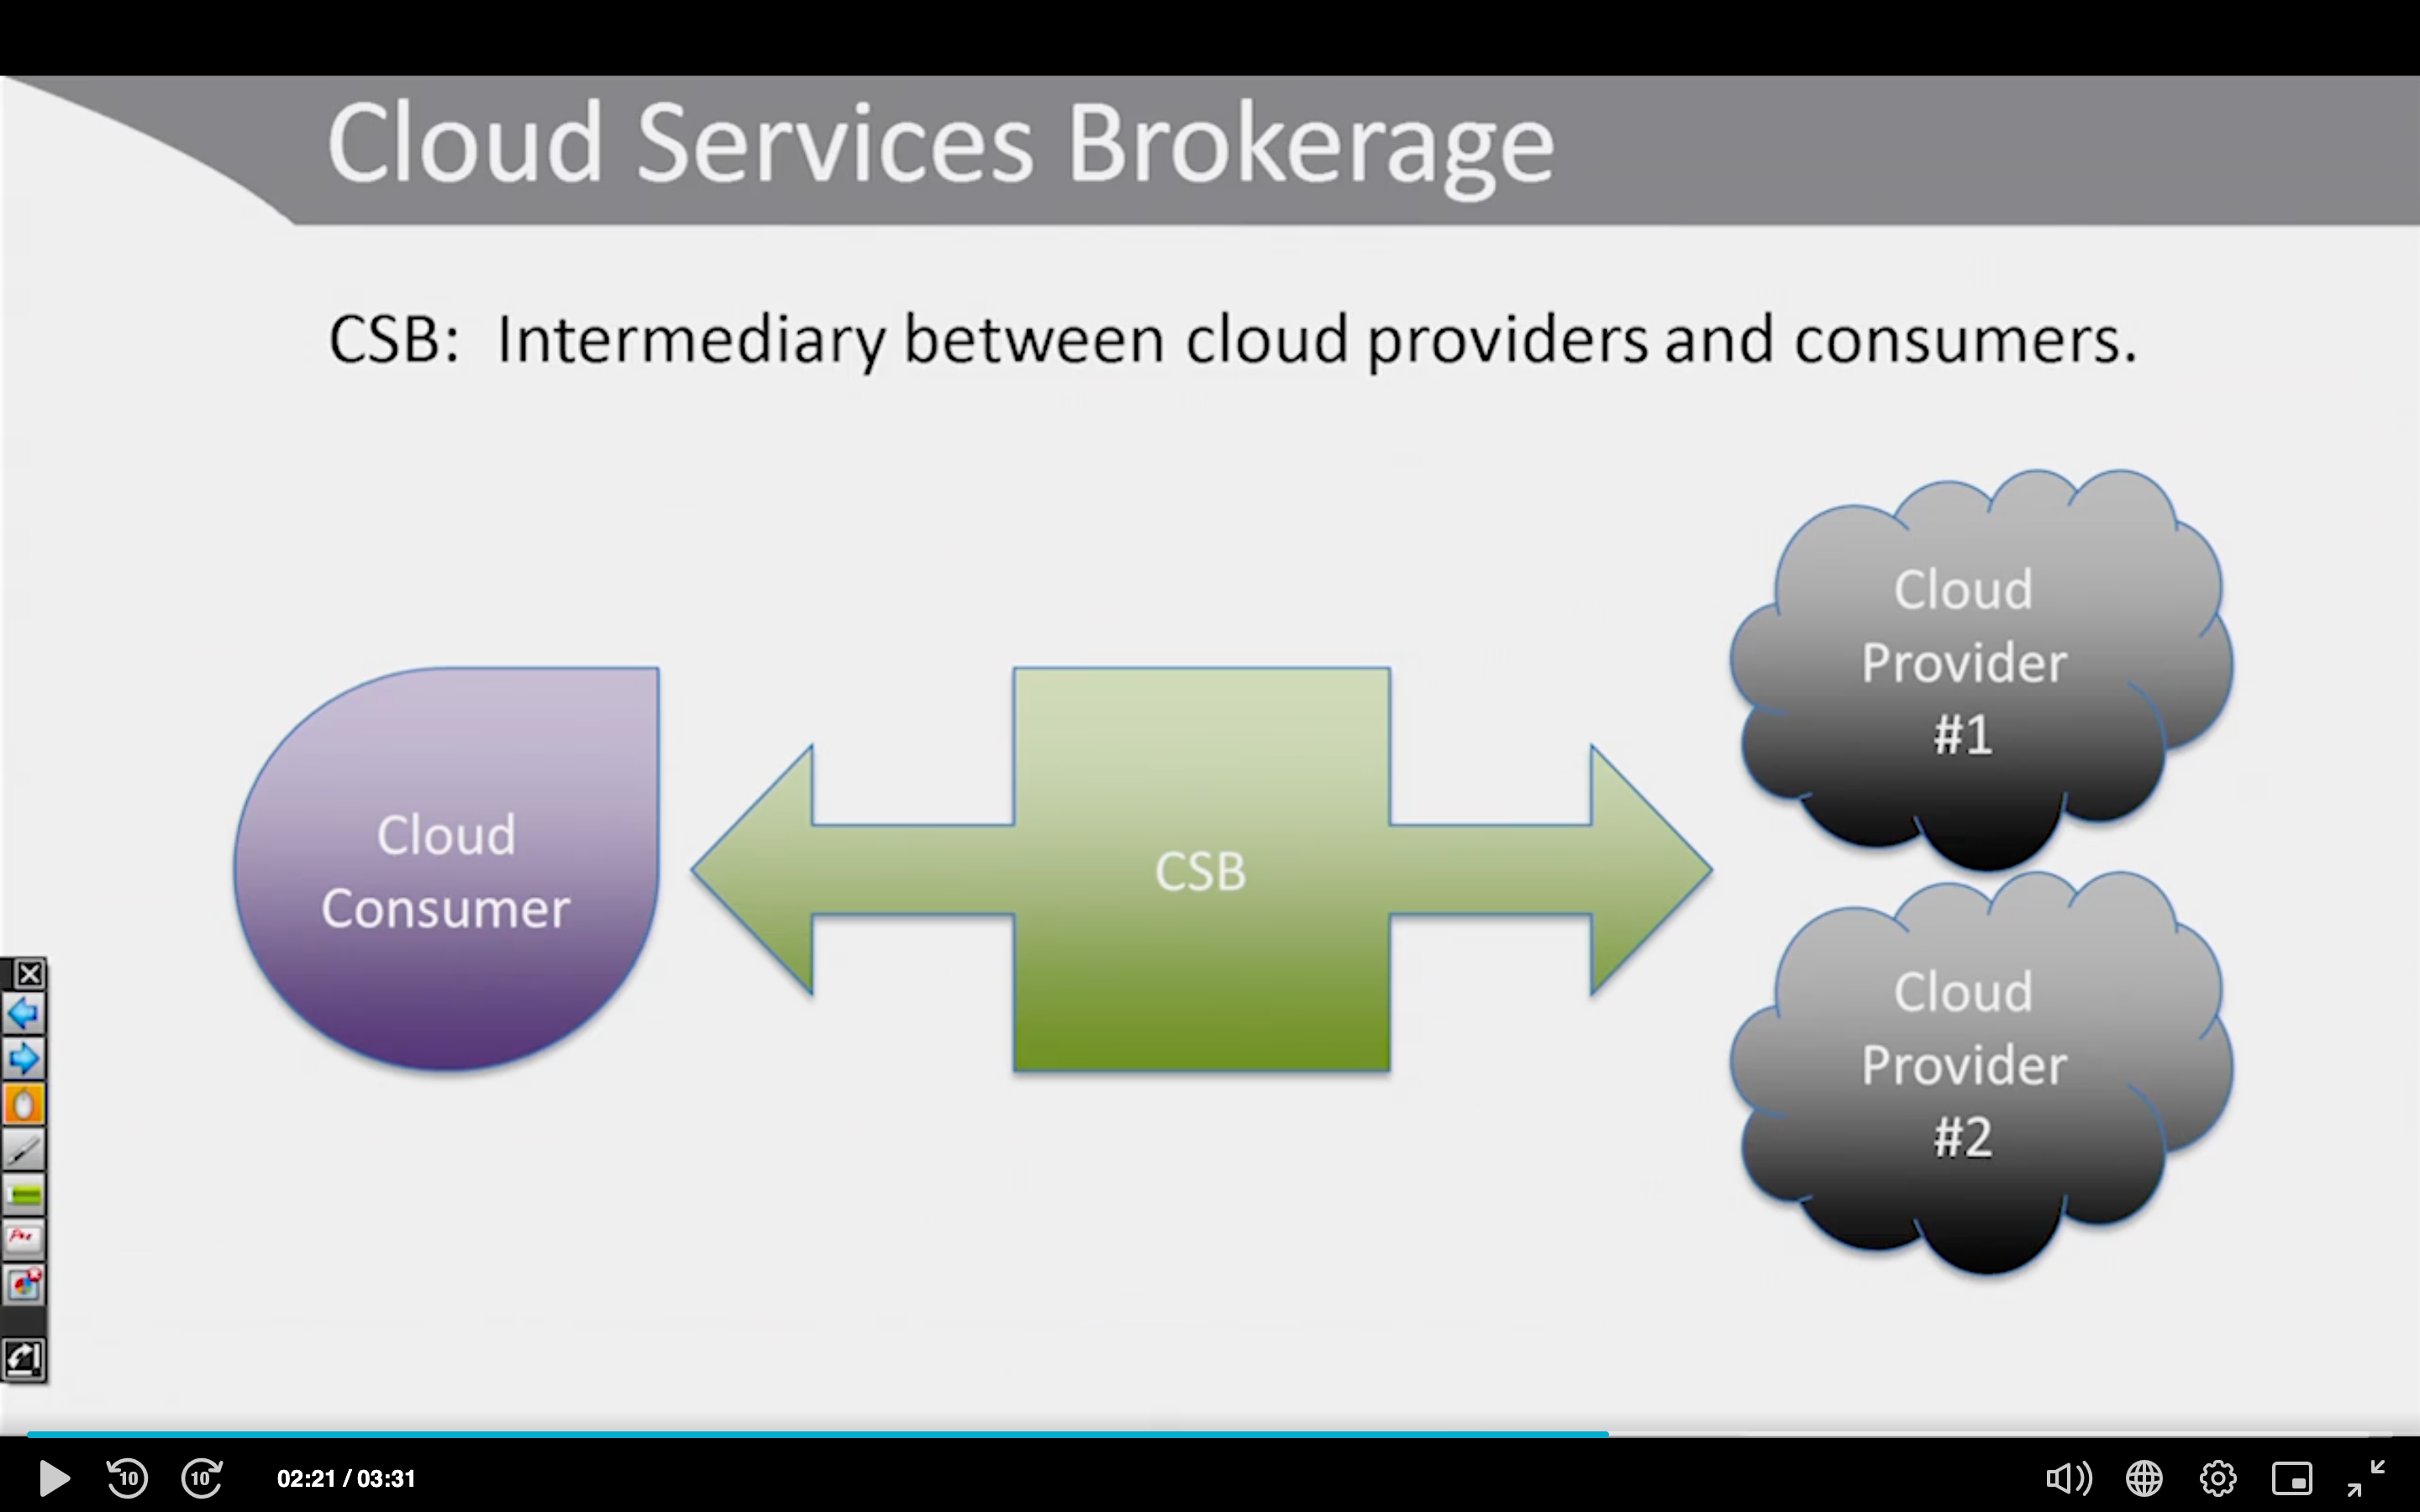 Cloud Services Brokerage
CSB: Intermediary between cloud providers and consumers.
Cloud
Consumer
CSB
Cloud
Provider
#1
Cloud
Provider
#2
10
10
02:21 / 03:31